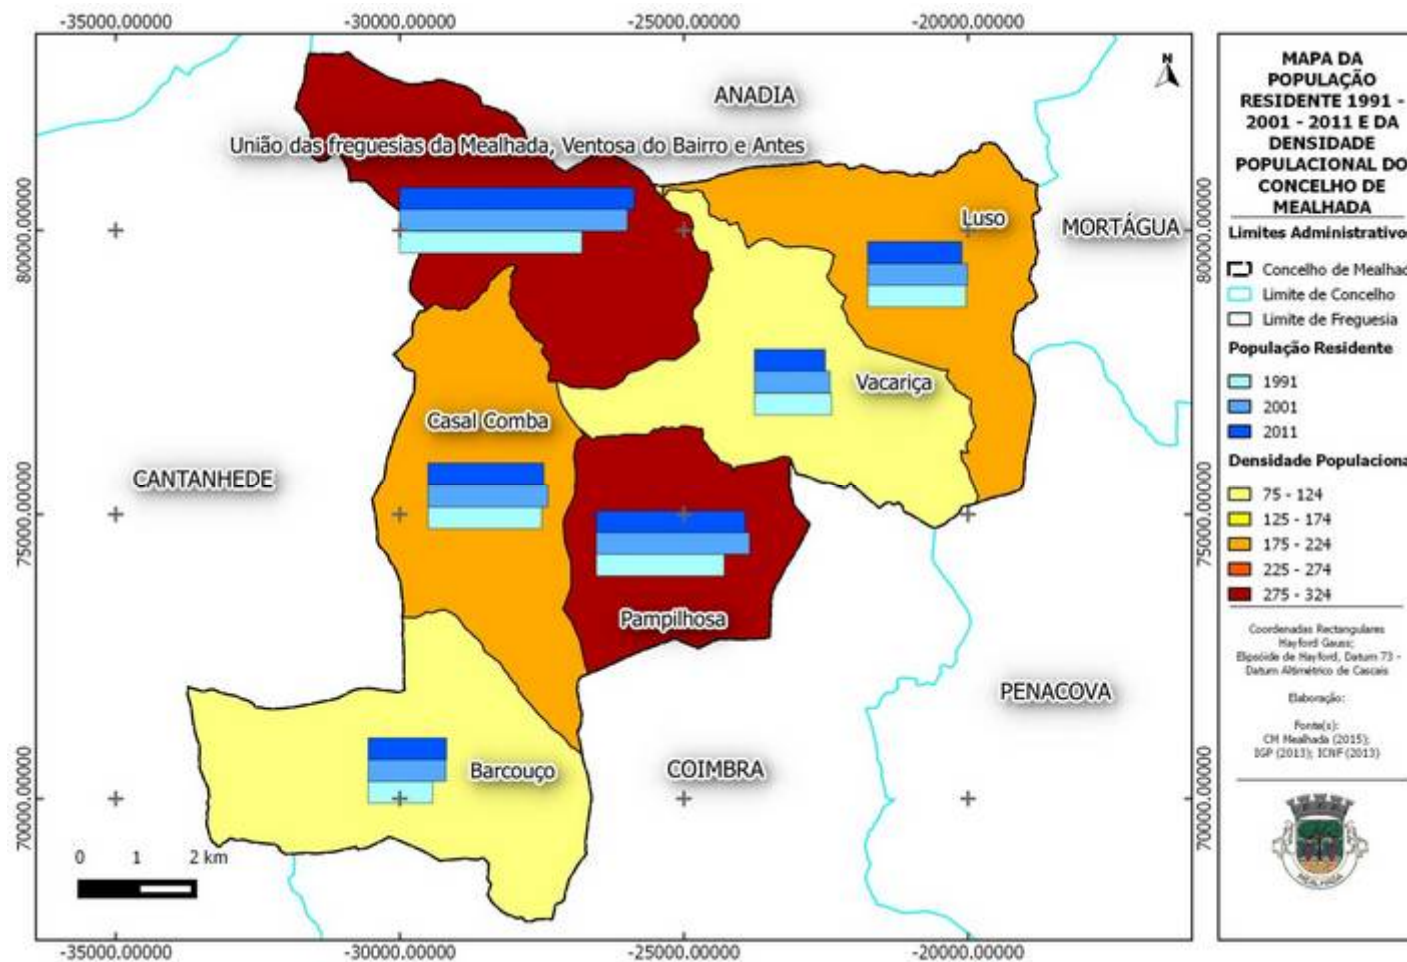 -35000.00000 -30000.00000 -25000.00000 -20000.00000
ANADIA
União das freguesias da Mealhada, Ventosa do Bairro e Antes
80000.00000
Luso
MORTÁGUA
80000.00000
Vacariça
Casal Comba
CANTANHEDE
75000.00000
75000.00000
Pampilhosa
PENACOVA
Barcouço
COIMBRA
70000.00000
70000.00000
0 1 2 km
-35000.00000 -30000.00000 -25000.00000 -20000.00000
N
MAPA DA
POPULAÇÃO
RESIDENTE 1991 -
2001 - 2011 E DA
DENSIDADE
POPULACIONAL DO
CONCELHO DE
MEALHADA
Limites Administrativo
Concelho de Mealhad
Limite de Concelho
Limite de Freguesia
População Residente
1991
2001
2011
Densidade Populaciona
75 - 124
125 - 174
175 - 224
225 - 274
275 - 324
Coordenadas Rectangulares
Hayford Gauss;
Elipsóide de Hayford, Datum 73 -
Datum Altimétrico de Cascais
Elaboração:
Fonte(s):
CM Mealhada (2015);
IGP (2013); ICNF (2013)
MEALHADA